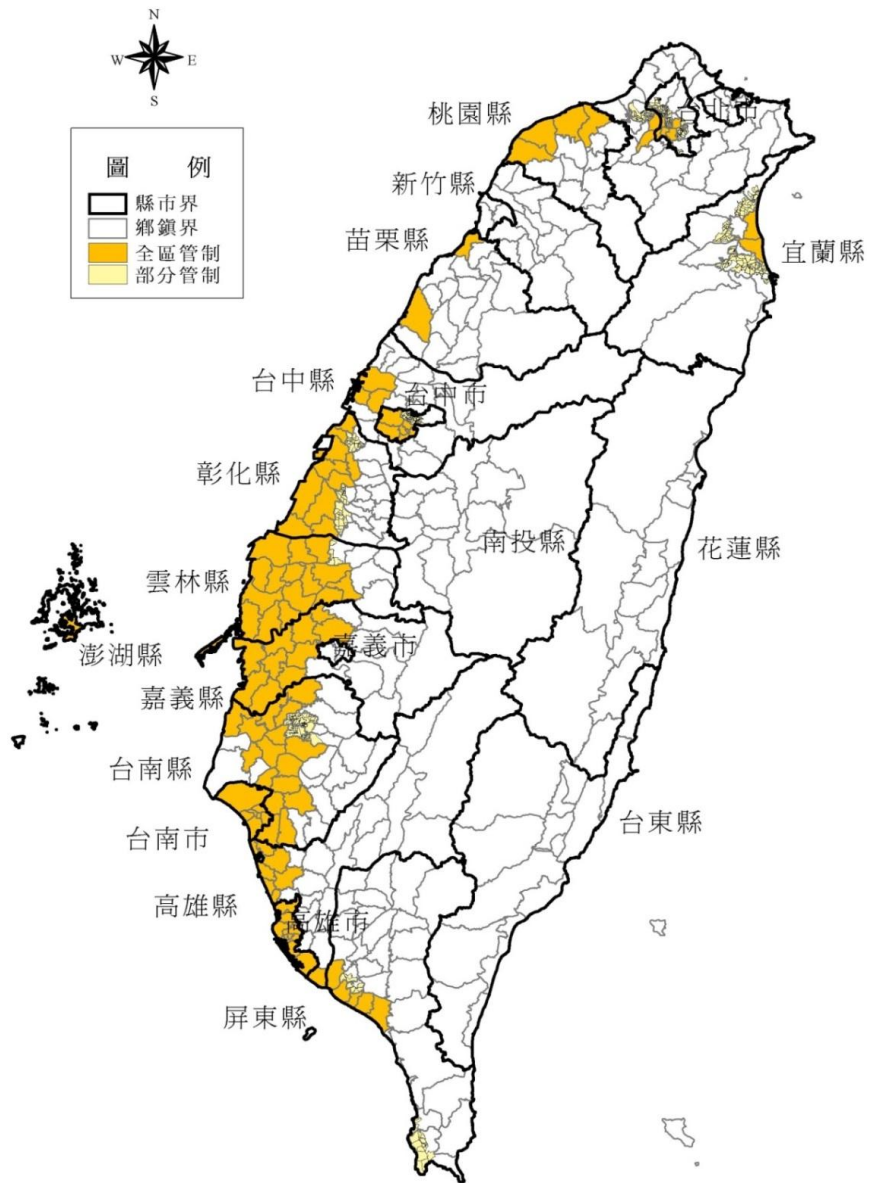 N
W E
S
圖 例
縣市界
鄉鎮界
全區管制
部分管制
桃園縣
新竹縣
苗栗縣
台北市
宜蘭縣
台中縣
台中市
彰化縣
南投縣
花蓮縣
雲林縣
澎湖縣
嘉義市
嘉義縣
台南縣
台南市
台東縣
高雄縣
高雄市
屏東縣